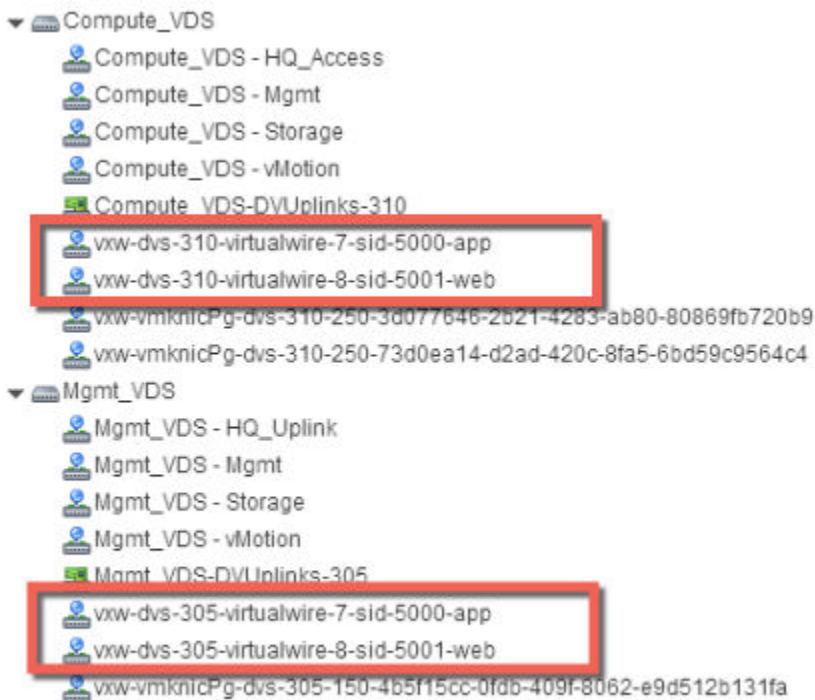 Compute_VDS
Compute_VDS - HQ_Access
Compute_VDS - Mgmt
Compute_VDS - Storage
Compute_VDS - vMotion
Compute_VDS-DVUplinks-310
vxw-dvs-310-virtualwire-7-sid-5000-app
vxw-dvs-310-virtualwire-8-sid-5001-web
vxw-vmknicPg-dvs-310-250-3d077646-2b21-4283-ab80-80869fb720b9
vxw-vmknicPg-dvs-310-250-73d0ea14-d2ad-420c-8fa5-6bd59c9564c4
Mgmt_VDS
Mgmt_VDS - HQ_Uplink
Mgmt_VDS - Mgmt
Mgmt_VDS - Storage
Mgmt_VDS - vMotion
Mgmt_VDS-DVUplinks-305
vxw-dvs-305-virtualwire-7-sid-5000-app
vxw-dvs-305-virtualwire-8-sid-5001-web
vxw-vmknicPg-dvs-305-150-4b5f15cc-0fdb-409f-8062-e9d512b131fa